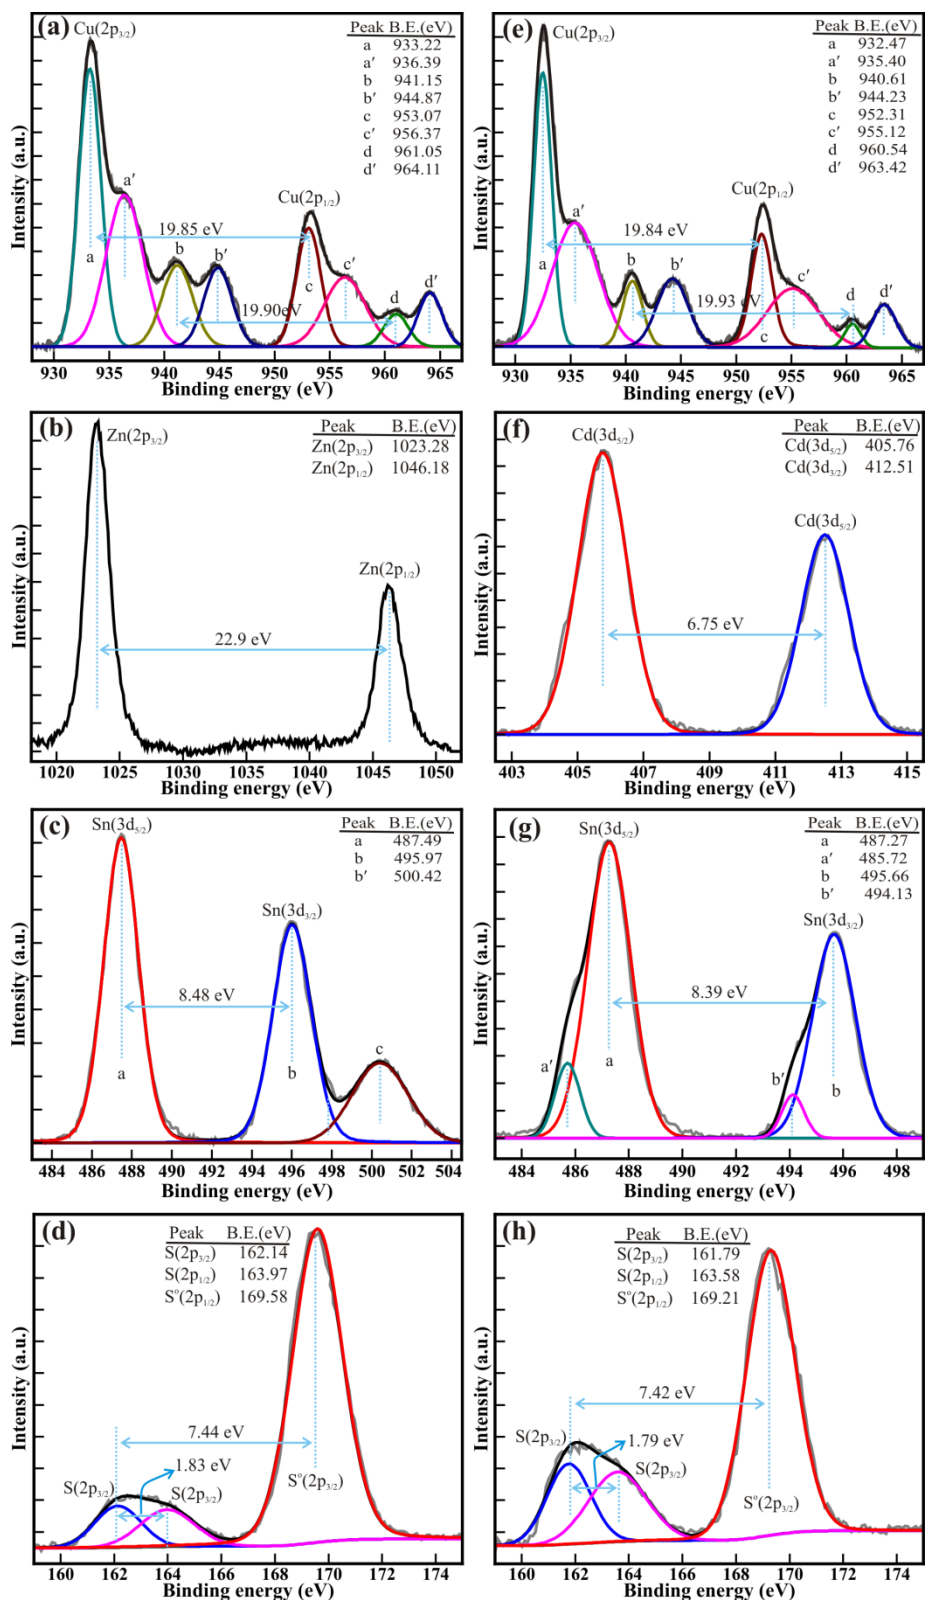 (a)
Cu(2p3/2)
Peak B.E.(eV)
a 933.22
a′ 936.39
b 941.15
b′ 944.87
c 953.07
c′ 956.37
d 961.05
d′ 964.11
a′
Cu(2p1/2)
19.85 eV
a
b
b′
c
c′
d
d′
19.90eV
Intensity (a.u.)
930 935 940 945 950 955 960 965
Binding energy (eV)
(e)
Cu(2p3/2)
Peak B.E.(eV)
a 932.47
a′ 935.40
b 940.61
b′ 944.23
c 952.31
c′ 955.12
d 960.54
d′ 963.42
Cu(2p1/2)
a′
19.84 eV
a
b
b′
c′
d
d′
19.93 eV
c
Intensity (a.u.)
930 935 940 945 950 955 960 965
Binding energy (eV)
(b)
Zn(2p3/2)
Peak B.E.(eV)
Zn(2p3/2) 1023.28
Zn(2p1/2) 1046.18
Zn(2p1/2)
22.9 eV
Intensity (a.u.)
1020 1025 1030 1035 1040 1045 1050
Binding energy (eV)
(f)
Cd(3d5/2)
Peak B.E.(eV)
Cd(3d5/2) 405.76
Cd(3d3/2) 412.51
Cd(3d5/2)
6.75 eV
Intensity (a.u.)
403 405 407 409 411 413 415
Binding energy (eV)
(c)
Sn(3d5/2)
Peak B.E.(eV)
a 487.49
b 495.97
b′ 500.42
Sn(3d3/2)
8.48 eV
a
b
c
Intensity (a.u.)
484 486 488 490 492 494 496 498 500 502 504
Binding energy (eV)
(g)
Sn(3d5/2)
Peak B.E.(eV)
a 487.27
a′ 485.72
b 495.66
b′ 494.13
Sn(3d3/2)
8.39 eV
a′
a
b′
b
Intensity (a.u.)
484 486 488 490 492 494 496 498
Binding energy (eV)
(d)
Peak B.E.(eV)
S(2p3/2) 162.14
S(2p1/2) 163.97
S°(2p1/2) 169.58
7.44 eV
1.83 eV
S(2p3/2)
S(2p3/2)
S°(2p3/2)
Intensity (a.u.)
160 162 164 166 168 170 172 174
Binding energy (eV)
(h)
Peak B.E.(eV)
S(2p3/2) 161.79
S(2p1/2) 163.58
S°(2p1/2) 169.21
7.42 eV
S(2p3/2)
1.79 eV
S(2p3/2)
S°(2p3/2)
Intensity (a.u.)
160 162 164 166 168 170 172 174
Binding energy (eV)